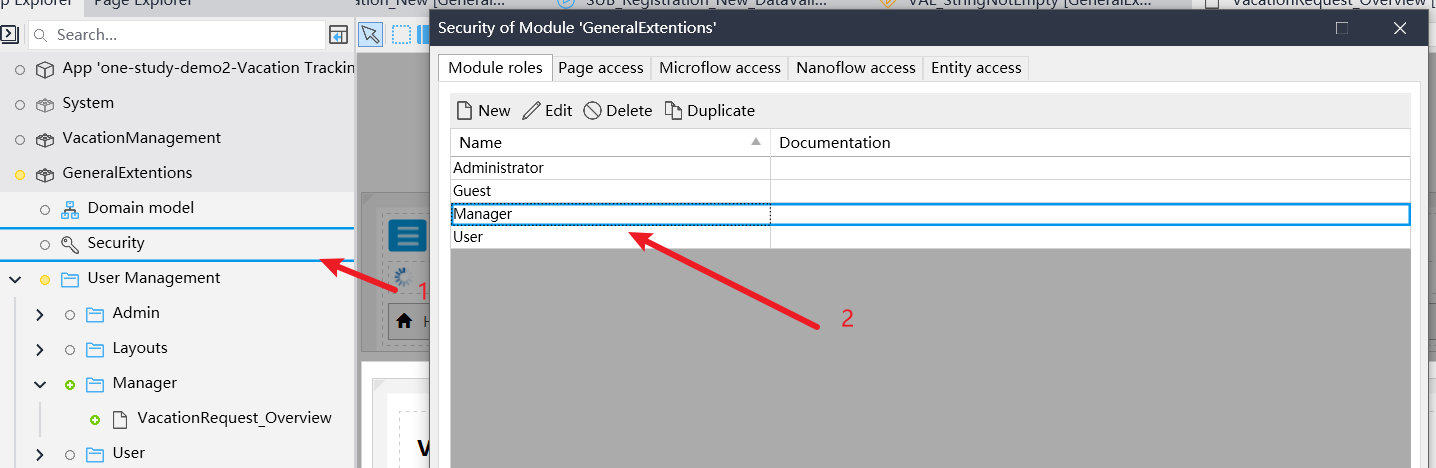 Page Explorer
Search...
App 'one-study-demo2-Vacation Trackin
System
VacationManagement
GeneralExtentions
Domain model
Security
User Management
Admin
Layouts
Manager
VacationRequest_Overview
User
1
ation_New [General...
SUB_Registration_New_DataVali...
VAL_StringNotEmpty [GeneralEx...
VacationRequest_Overview [
Security of Module 'GeneralExtentions'
Module roles Page access Microflow access Nanoflow access Entity access
New Edit Delete Duplicate
Name Documentation
Administrator
Guest
Manager
User
2